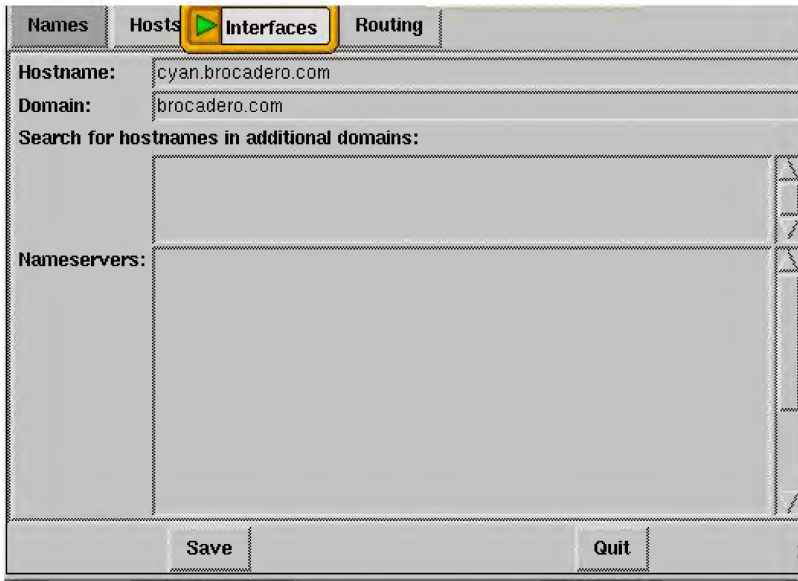 Names Hosts Interfaces Routing
Hostname: cyan.brocadero.com
Domain: brocadero.com
Search for hostnames in additional domains:
Nameservers:
Save Quit